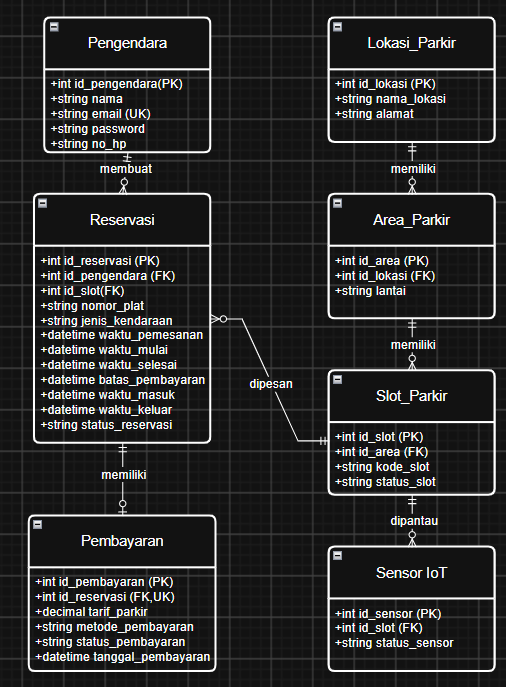 Pengendara
+int id_pengendara(PK)
+string nama
+string email (UK)
+string password
+string no_hp
membuat
Reservasi
+int id_reservasi (PK)
+int id_pengendara (FK)
+int id_slot(FK)
+string nomor_plat
+string jenis_kendaraan
+datetime waktu_pemesanan
+datetime waktu_mulai
+datetime waktu_selesai
+datetime batas_pembayaran
+datetime waktu_masuk
+datetime waktu_keluar
+string status_reservasi
memiliki
Pembayaran
+int id_pembayaran (PK)
+int id_reservasi (FK,UK)
+decimal tarif_parkir
+string metode_pembayaran
+string status_pembayaran
+datetime tanggal_pembayaran
dipesan
Lokasi_Parkir
+int id_lokasi (PK)
+string nama_lokasi
+string alamat
memiliki
Area_Parkir
+int id_area (PK)
+int id_lokasi (FK)
+string lantai
memiliki
Slot_Parkir
+int id_slot (PK)
+int id_area (FK)
+string kode_slot
+string status_slot
dipantau
Sensor IoT
+int id_sensor (PK)
+int id_slot (FK)
+string status_sensor